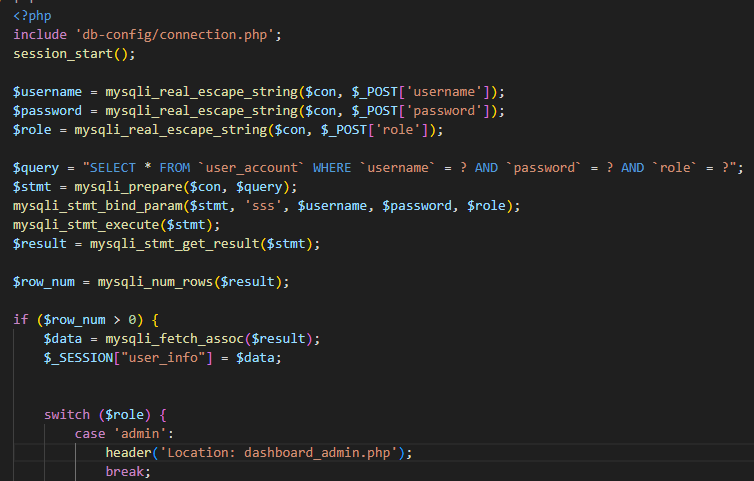 <?php
include 'db-config/connection.php';
session_start();
$username = mysqli_real_escape_string($con, $_POST['username']);
$password = mysqli_real_escape_string($con, $_POST['password']);
$role = mysqli_real_escape_string($con, $_POST['role']);
$query = "SELECT * FROM `user_account` WHERE `username` = ? AND `password` = ? AND `role` = ?";
$stmt = mysqli_prepare($con, $query);
mysqli_stmt_bind_param($stmt, 'sss', $username, $password, $role);
mysqli_stmt_execute($stmt);
$result = mysqli_stmt_get_result($stmt);
$row_num = mysqli_num_rows($result);
if ($row_num > 0) {
    $data = mysqli_fetch_assoc($result);
    $_SESSION["user_info"] = $data;
    switch ($role) {
        case 'admin':
            header('Location: dashboard_admin.php');
            break;